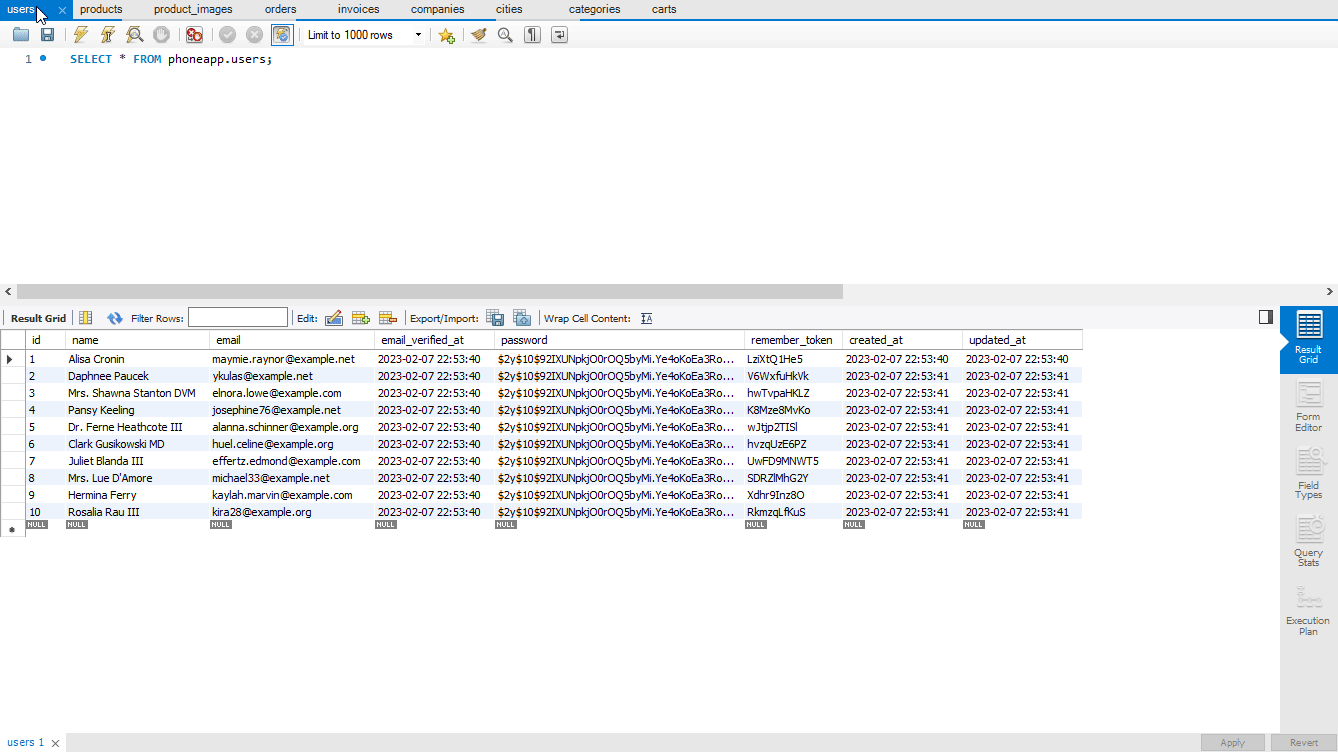 users products product_images orders invoices companies cities categories carts
Limit to 1000 rows
1 SELECT * FROM phoneapp.users;
Result Grid Filter Rows: Edit: Export/Import: Wrap Cell Content:
id name email email_verified_at password remember_token created_at updated_at
1 Alisa Cronin maymie.raynor@example.net 2023-02-07 22:53:40 $2y$10$92IXUNpkjO0rOQ5byMi.Ye4oKoEa3Ro... LziXtQ1He5 2023-02-07 22:53:40 2023-02-07 22:53:40
2 Daphnee Paucek ykulas@example.net 2023-02-07 22:53:40 $2y$10$92IXUNpkjO0rOQ5byMi.Ye4oKoEa3Ro... V6WxfuHkVk 2023-02-07 22:53:41 2023-02-07 22:53:41
3 Mrs. Shawna Stanton DVM elnora.lowe@example.com 2023-02-07 22:53:40 $2y$10$92IXUNpkjO0rOQ5byMi.Ye4oKoEa3Ro... hwTvpaHKLZ 2023-02-07 22:53:41 2023-02-07 22:53:41
4 Pansy Keeling josephine76@example.net 2023-02-07 22:53:40 $2y$10$92IXUNpkjO0rOQ5byMi.Ye4oKoEa3Ro... K8Mze8MvKo 2023-02-07 22:53:41 2023-02-07 22:53:41
5 Dr. Ferne Heathcote III alanna.schinner@example.org 2023-02-07 22:53:40 $2y$10$92IXUNpkjO0rOQ5byMi.Ye4oKoEa3Ro... wJtjp2TISl 2023-02-07 22:53:41 2023-02-07 22:53:41
6 Clark Gusikowski MD huel.celine@example.org 2023-02-07 22:53:40 $2y$10$92IXUNpkjO0rOQ5byMi.Ye4oKoEa3Ro... hvzqUzE6PZ 2023-02-07 22:53:41 2023-02-07 22:53:41
7 Juliet Blanda III effertz.edmond@example.com 2023-02-07 22:53:40 $2y$10$92IXUNpkjO0rOQ5byMi.Ye4oKoEa3Ro... UwFD9MNWT5 2023-02-07 22:53:41 2023-02-07 22:53:41
8 Mrs. Lue D'Amore michael33@example.net 2023-02-07 22:53:40 $2y$10$92IXUNpkjO0rOQ5byMi.Ye4oKoEa3Ro... SDRZlMhG2Y 2023-02-07 22:53:41 2023-02-07 22:53:41
9 Hermina Ferry kaylah.marvin@example.com 2023-02-07 22:53:40 $2y$10$92IXUNpkjO0rOQ5byMi.Ye4oKoEa3Ro... Xdhr9Inz8O 2023-02-07 22:53:41 2023-02-07 22:53:41
10 Rosalia Rau III kira28@example.org 2023-02-07 22:53:40 $2y$10$92IXUNpkjO0rOQ5byMi.Ye4oKoEa3Ro... RkmzqLfKuS 2023-02-07 22:53:41 2023-02-07 22:53:41
NULL NULL NULL NULL NULL NULL NULL NULL
Result
Grid
Form
Editor
Field
Types
Query
Stats
Execution
Plan
users 1 Apply Revert